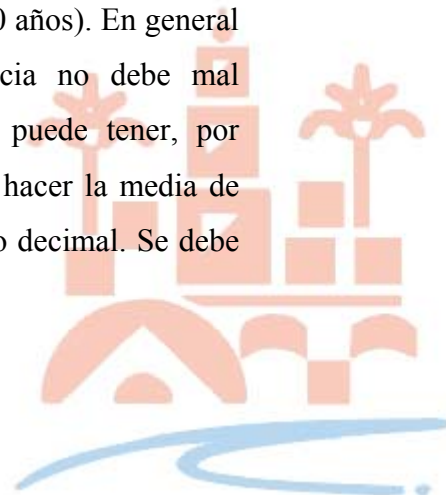 0 años). En general
cia no debe mal
puede tener, por
hacer la media de
o decimal. Se debe